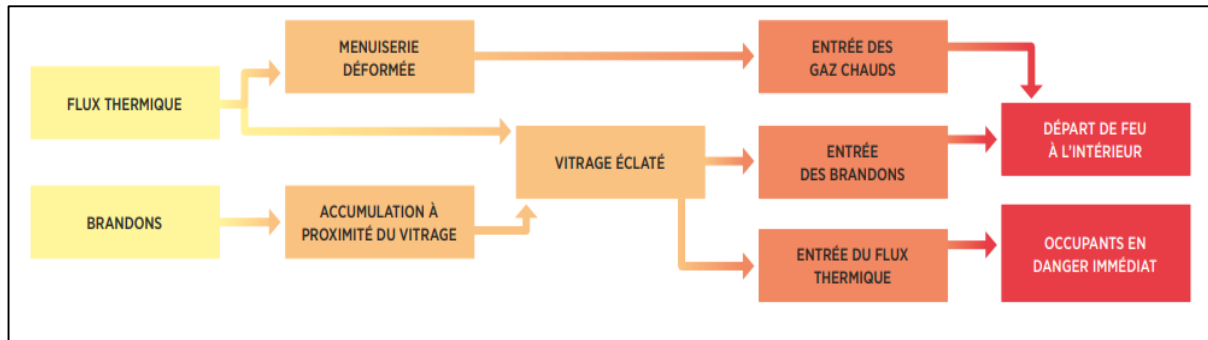 MENUISERIE
DÉFORMÉE
ENTRÉE DES
GAZ CHAUDS
FLUX THERMIQUE
DÉPART DE FEU
À L'INTÉRIEUR
VITRAGE ÉCLATÉ
ENTRÉE
DES BRANDONS
BRANDONS
ACCUMULATION À
PROXIMITÉ DU VITRAGE
ENTRÉE DU FLUX
THERMIQUE
OCCUPANTS EN
DANGER IMMÉDIAT